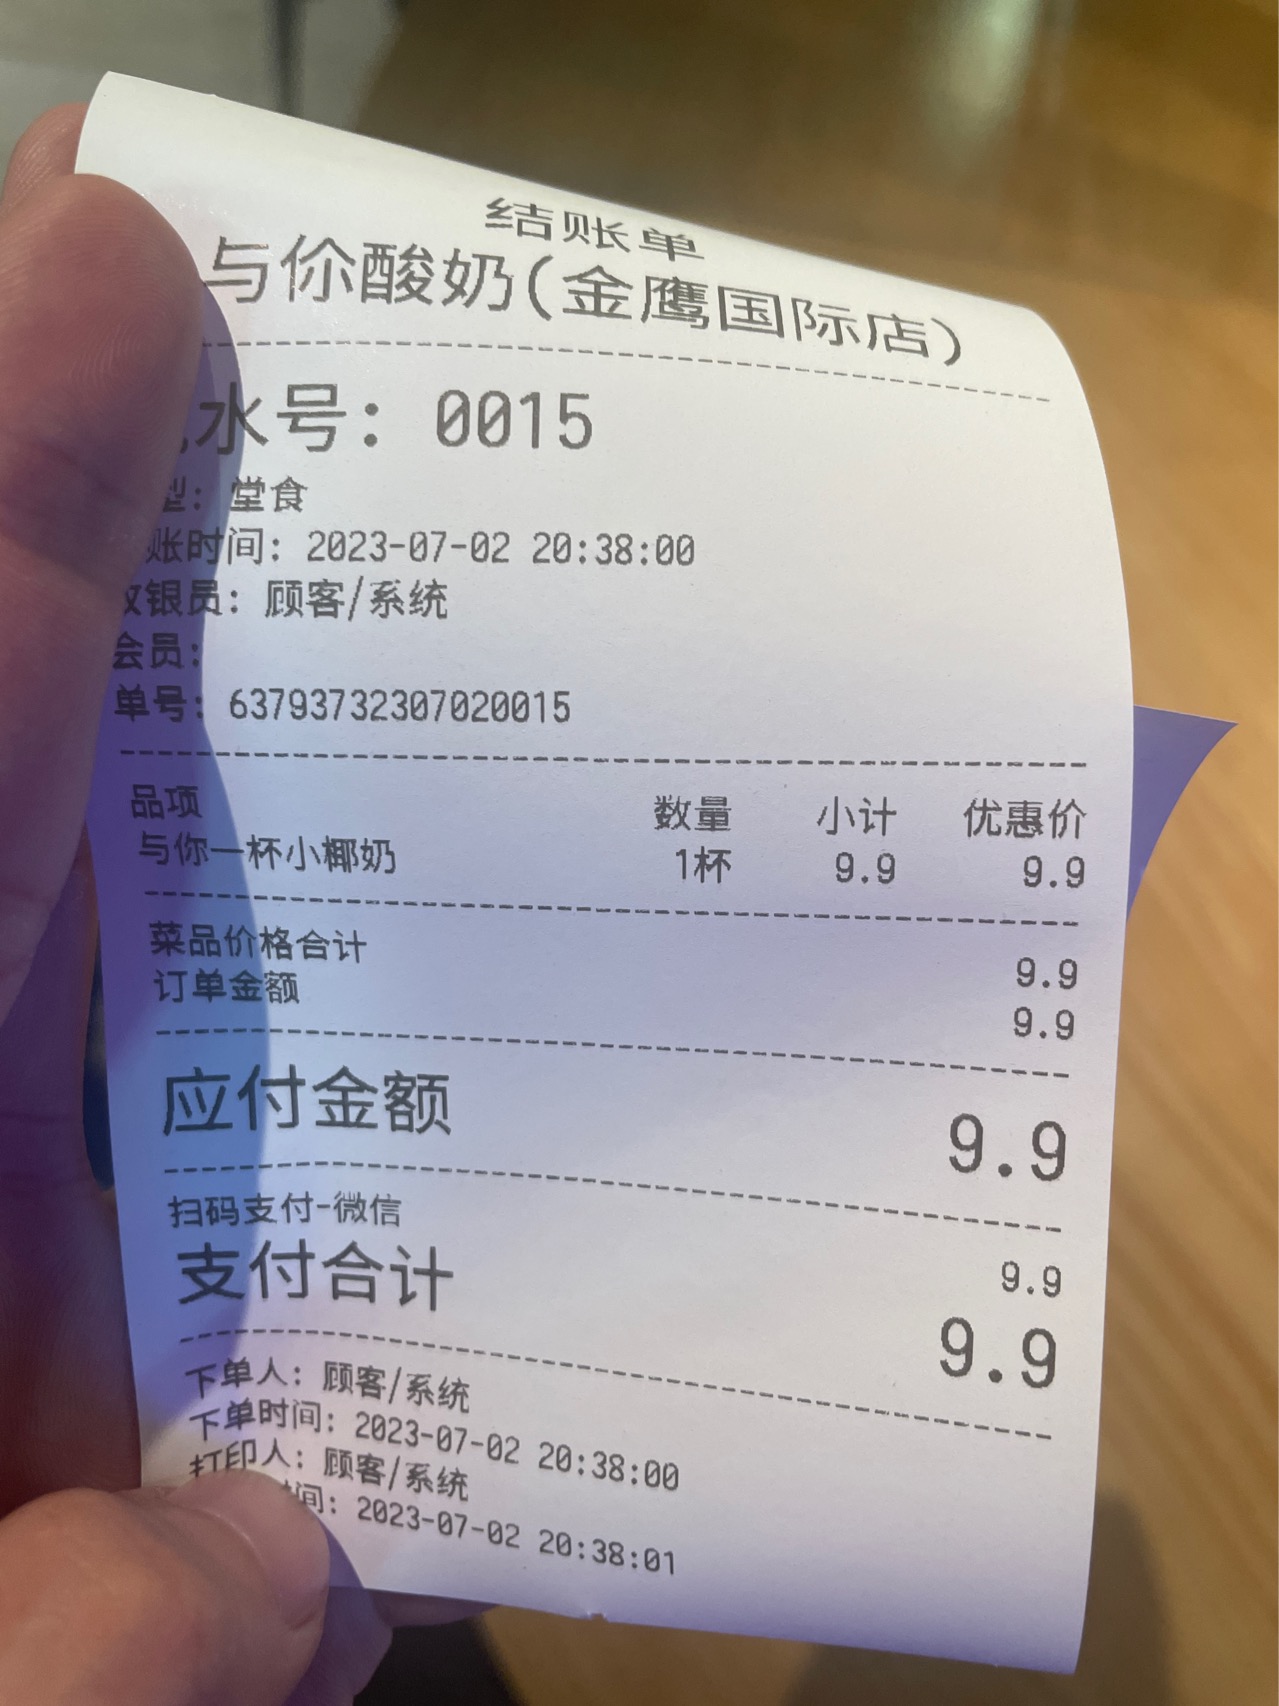 结账单
与你酸奶(金鹰国际店)
水号: 0015
型: 堂食
账时间: 2023-07-02 20:38:00
收银员: 顾客/系统
会员:
单号: 63793732307020015
品项 数量 小计 优惠价
与你一杯小椰奶 1杯 9.9 9.9
菜品价格合计 9.9
订单金额 9.9
应付金额 9.9
扫码支付-微信 9.9
支付合计 9.9
下单人: 顾客/系统
下单时间: 2023-07-02 20:38:00
打印人: 顾客/系统
间: 2023-07-02 20:38:01